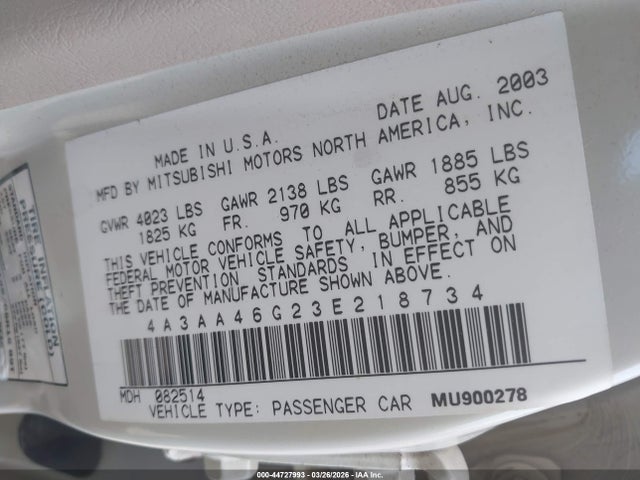 MADE IN U.S.A.
DATE AUG. 2003
MFD BY MITSUBISHI MOTORS NORTH AMERICA, INC.
GVWR 4023 LBS GAWR 2138 LBS GAWR 1885 LBS
1825 KG FR. 970 KG RR. 855 KG
THIS VEHICLE CONFORMS TO ALL APPLICABLE
FEDERAL MOTOR VEHICLE SAFETY, BUMPER, AND
THEFT PREVENTION STANDARDS IN EFFECT ON
THE DATE OF MANUFACTURE SHOWN ABOVE.
4A3AA46G23E218734
MDH 082514
VEHICLE TYPE: PASSENGER CAR MU900278
000-44727993 - 03/26/2026 - IAA Inc.